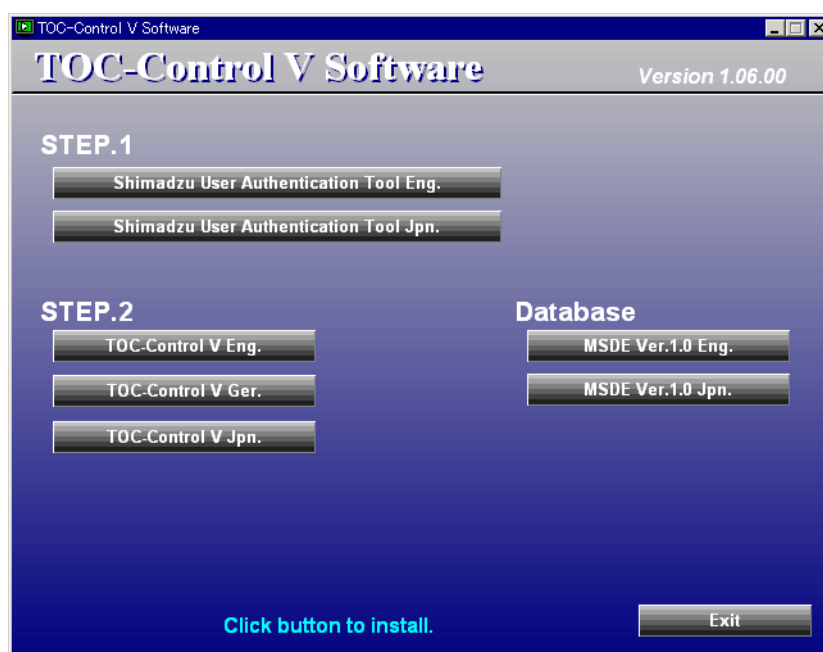 TOC-Control V Software
TOC-Control V Software
Version 1.06.00
STEP.1
Shimadzu User Authentication Tool Eng.
Shimadzu User Authentication Tool Jpn.
STEP.2
Database
TOC-Control V Eng.
MSDE Ver.1.0 Eng.
TOC-Control V Ger.
MSDE Ver.1.0 Jpn.
TOC-Control V Jpn.
Click button to install.
Exit